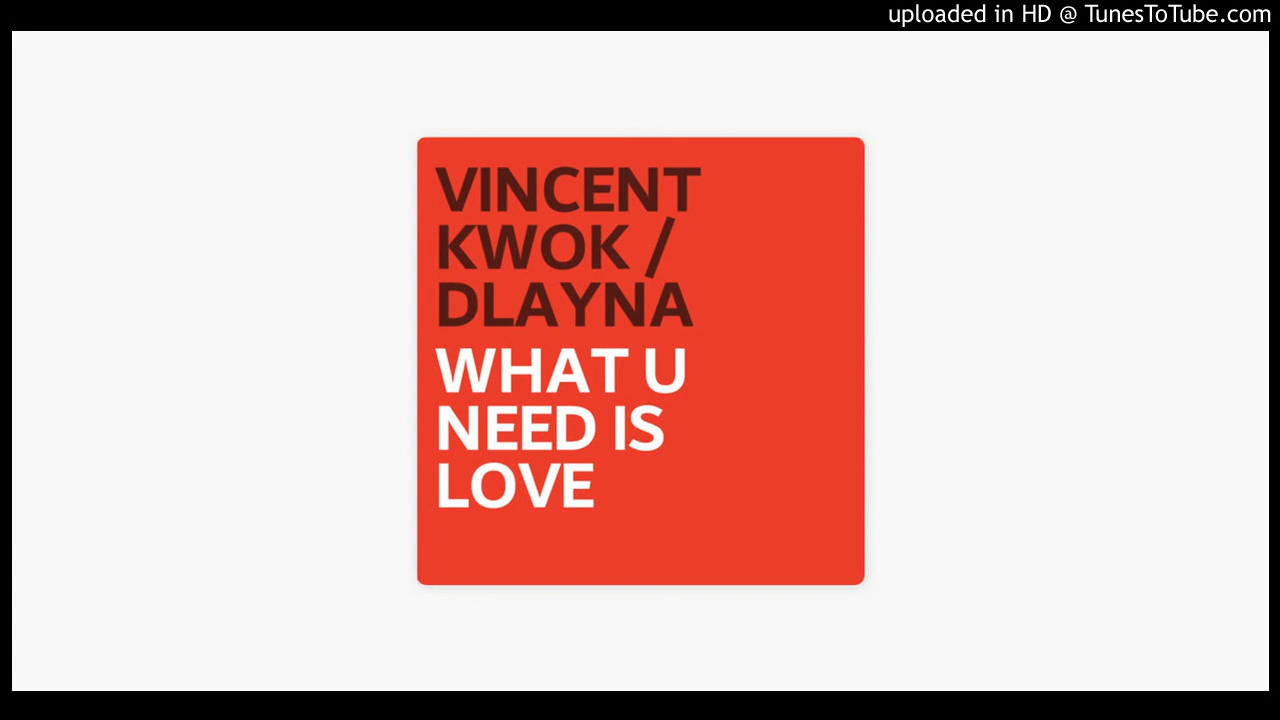 uploaded in HD @ TunesToTube.com
VINCENT
KWOK /
DLAYNA
WHAT U
NEED IS
LOVE